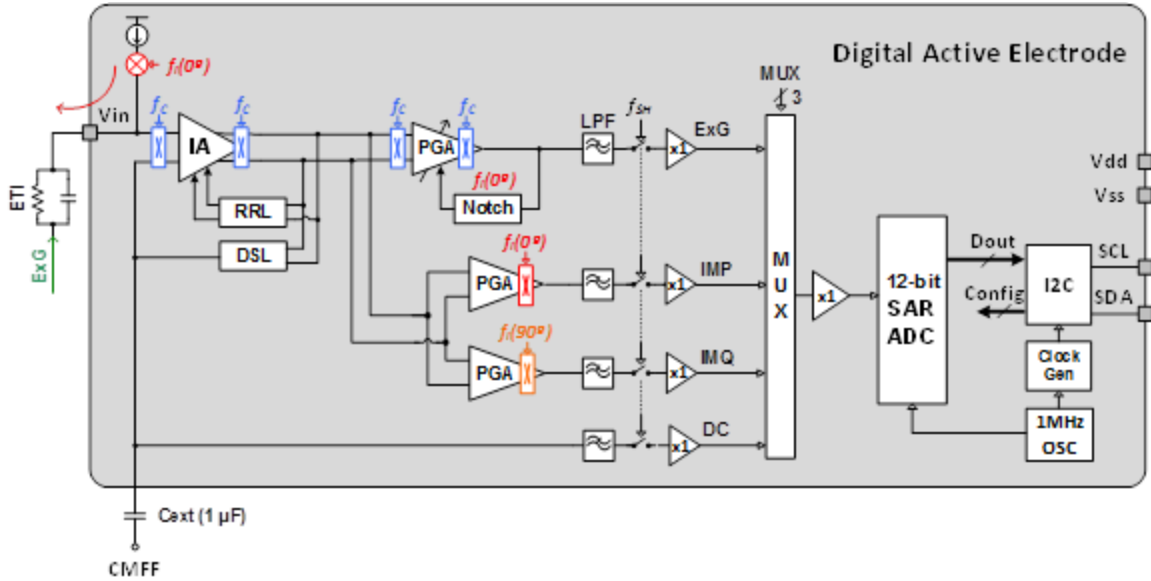 Digital Active Electrode
fᵢ(0º)
MUX
3
Vin
fc
fc
fc
fc
fSH
LPF
ExG
IA
PGA
x1
fᵢ(0º)
Notch
Vdd
Vss
ETI
RRL
DSL
ExG
fᵢ(0º)
PGA
x1
IMP
MUX
x1
12-bit
SAR
ADC
Dout
Config
I2C
SCL
SDA
fᵢ(90º)
PGA
x1
IMQ
Clock
Gen
x1
DC
1MHz
OSC
Cext (1 µF)
CMFF